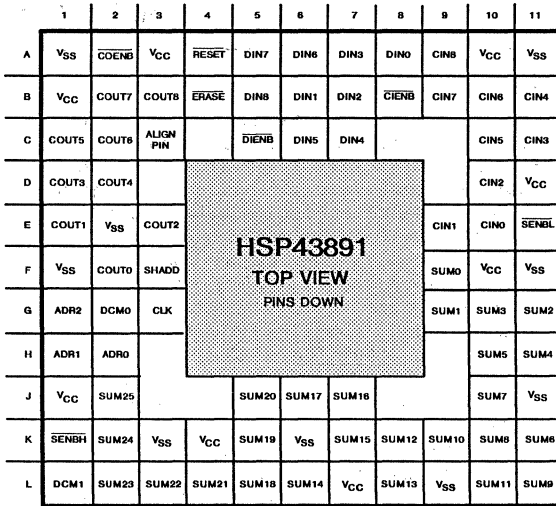 1 2 3 4 5 6 7 8 9 10 11
A VSS COENB VCC RESET DIN7 DIN6 DIN3 DIN0 CIN8 VCC VSS
B VCC COUT7 COUT8 ERASE DIN8 DIN1 DIN2 CIENB CIN7 CIN6 CIN4
C COUT5 COUT6 ALIGN PIN DIENB DIN5 DIN4 CIN5 CIN3
D COUT3 COUT4 CIN2 VCC
E COUT1 VSS COUT2 CIN1 CIN0 SENBL
HSP43891
TOP VIEW
PINS DOWN
F VSS COUT0 SHADD SUM0 VCC VSS
G ADR2 DCM0 CLK SUM1 SUM3 SUM2
H ADR1 ADR0 SUM5 SUM4
J VCC SUM25 SUM20 SUM17 SUM16 SUM7 VSS
K SENBH SUM24 VSS VCC SUM19 VSS SUM15 SUM12 SUM10 SUM8 SUM6
L DCM1 SUM23 SUM22 SUM21 SUM18 SUM14 VCC SUM13 VSS SUM11 SUM9